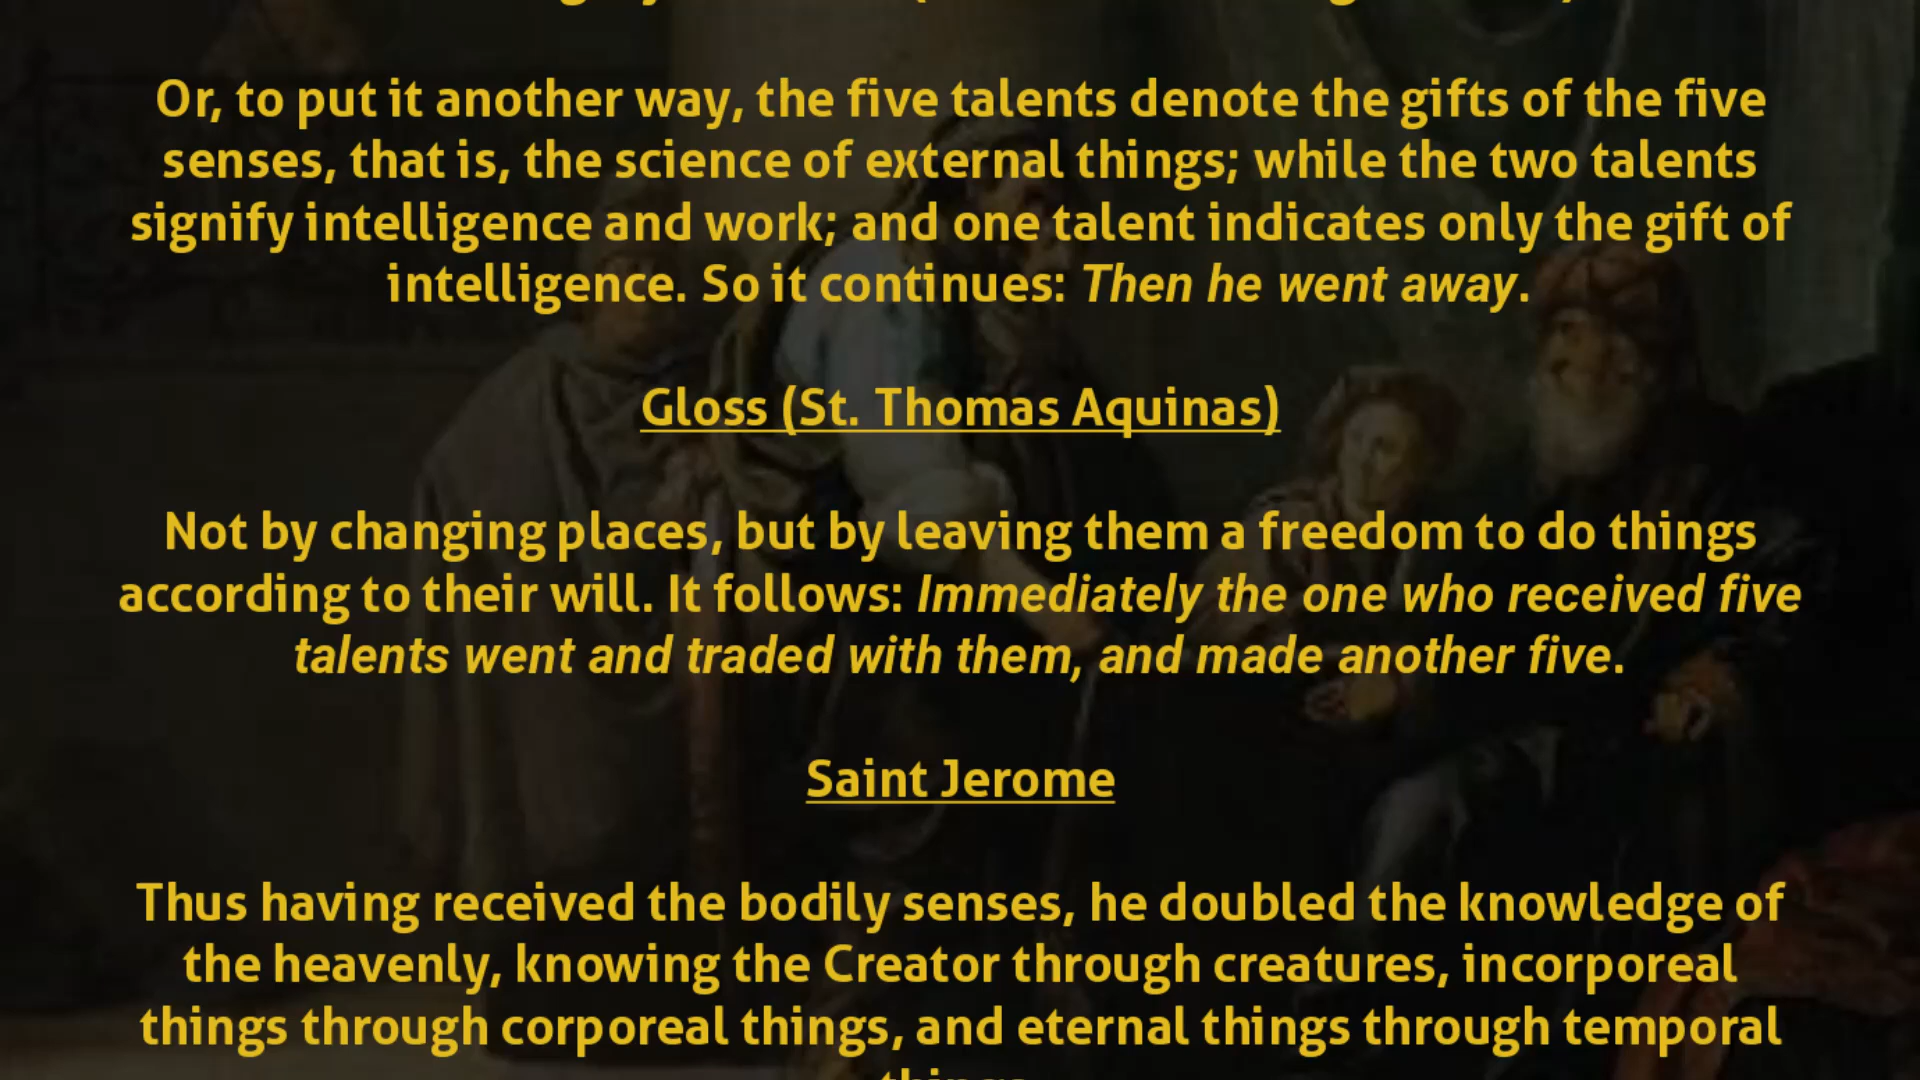 Or, to put it another way, the five talents denote the gifts of the five
senses, that is, the science of external things; while the two talents
signify intelligence and work; and one talent indicates only the gift of
intelligence. So it continues: Then he went away.
Gloss (St. Thomas Aquinas)
Not by changing places, but by leaving them a freedom to do things
according to their will. It follows: Immediately the one who received five
talents went and traded with them, and made another five.
Saint Jerome
Thus having received the bodily senses, he doubled the knowledge of
the heavenly, knowing the Creator through creatures, incorporeal
things through corporeal things, and eternal things through temporal